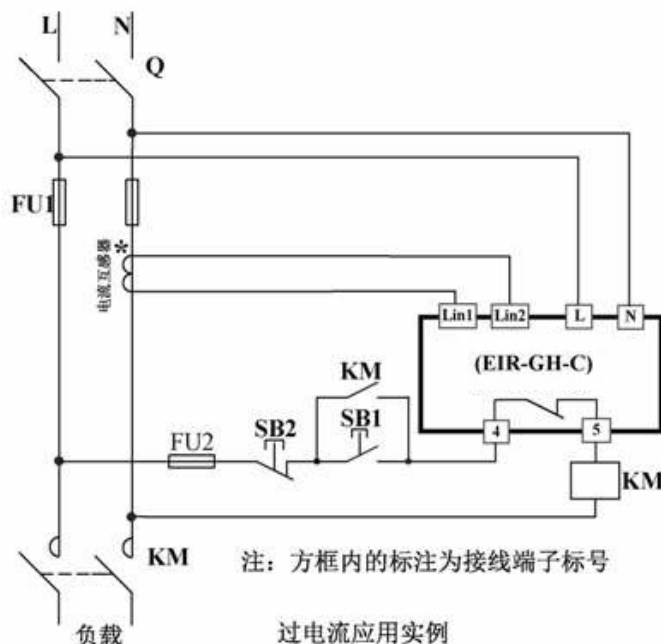 L N
Q
FU1
*
电流互感器
Lin1 Lin2 L N
(EIR-GH-C)
KM
SB1
SB2
FU2
4 5
KM
KM
注：方框内的标注为接线端子标号
负载
过电流应用实例